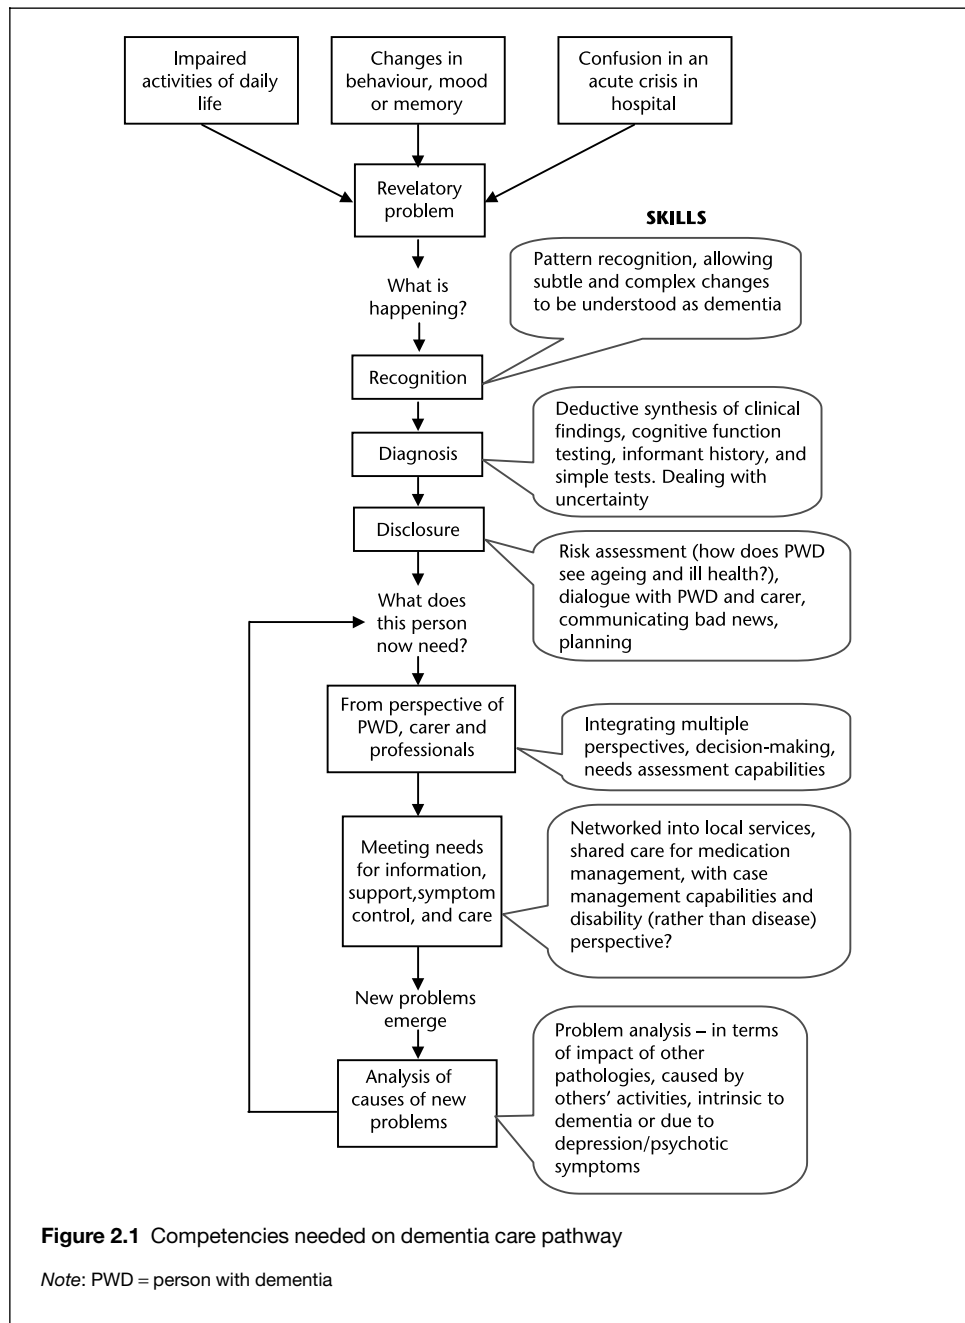 Impaired
activities of daily
life
Changes in
behaviour, mood
or memory
Confusion in an
acute crisis in
hospital
Revelatory
problem
SKILLS
What is
happening?
Pattern recognition, allowing
subtle and complex changes
to be understood as dementia
Recognition
Diagnosis
Deductive synthesis of clinical
findings, cognitive function
testing, informant history, and
simple tests. Dealing with
uncertainty
Disclosure
Risk assessment (how does PWD
see ageing and ill health?),
dialogue with PWD and carer,
communicating bad news,
planning
What does
this person
now need?
From perspective of
PWD, carer and
professionals
Integrating multiple
perspectives, decision-making,
needs assessment capabilities
Meeting needs
for information,
support,symptom
control, and care
Networked into local services,
shared care for medication
management, with case
management capabilities and
disability (rather than disease)
perspective?
New problems
emerge
Analysis of
causes of new
problems
Problem analysis – in terms
of impact of other
pathologies, caused by
others’ activities, intrinsic to
dementia or due to
depression/psychotic
symptoms
Figure 2.1 Competencies needed on dementia care pathway
Note: PWD = person with dementia